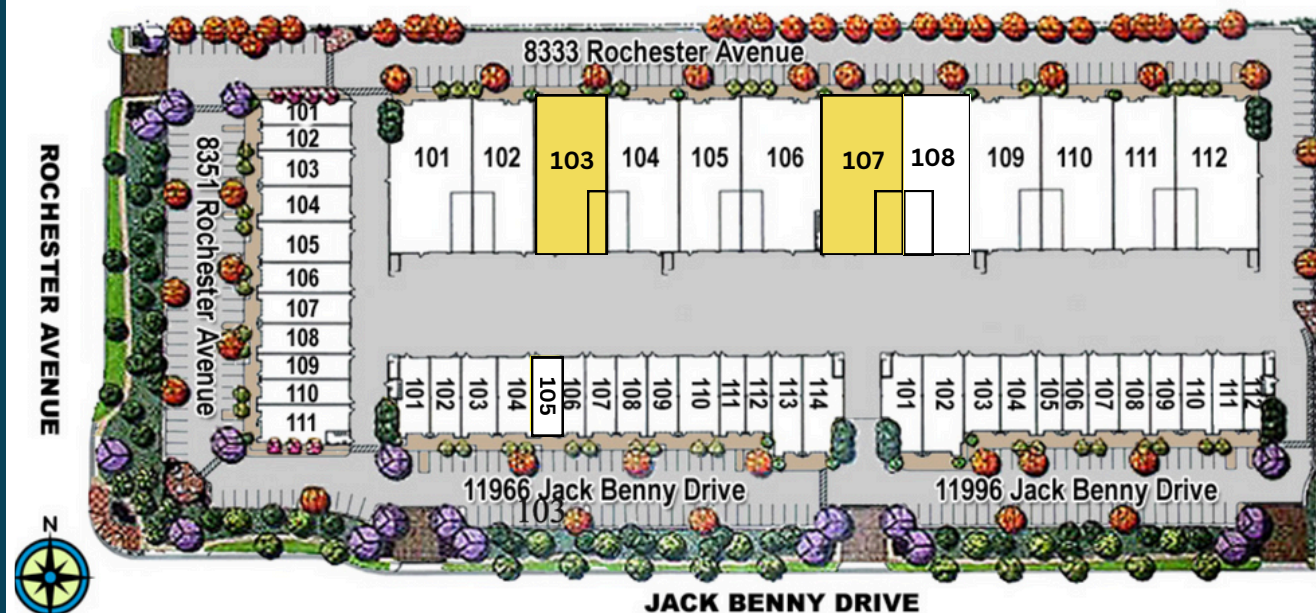 8333 Rochester Avenue
101 102 103 104 105 106 107 108 109 110 111 112
ROCHESTER AVENUE
8351 Rochester Avenue
101
102
103
104
105
106
107
108
109
110
111
101 102 103 104 105 106 107 108 109 110 111 112 113 114
101 102 103 104 105 106 107 108 109 110 111 112
11966 Jack Benny Drive
103
11996 Jack Benny Drive
N
JACK BENNY DRIVE